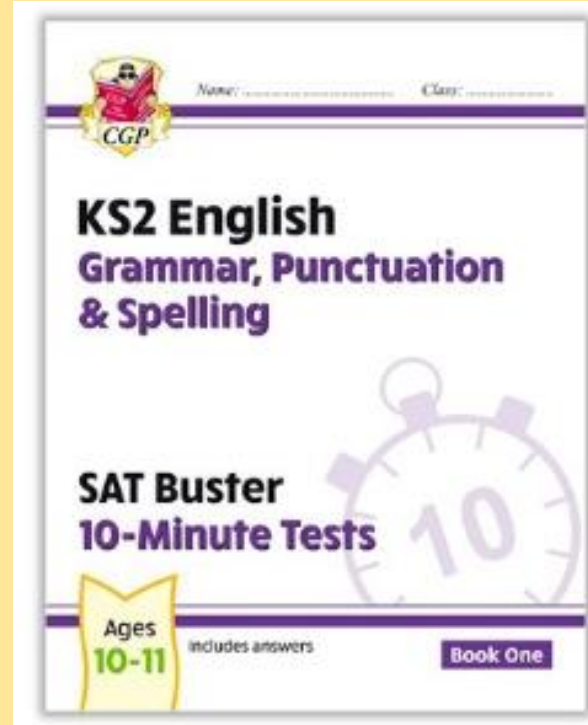 Name: ........................ Class: ........................
CGP
KS2 English
Grammar, Punctuation
& Spelling
SAT Buster
10-Minute Tests
10
Ages
10-11
Includes answers
Book One